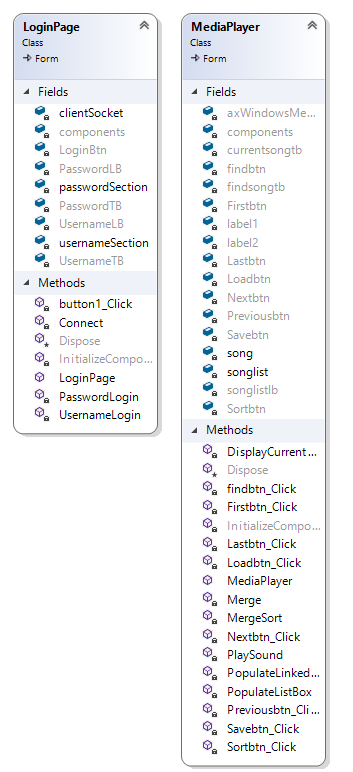 LoginPage
Class
Form
Fields
clientSocket
components
LoginBtn
PasswordLB
passwordSection
PasswordTB
UsernameLB
usernameSection
UsernameTB
Methods
button1_Click
Connect
Dispose
InitializeCompo...
LoginPage
PasswordLogin
UsernameLogin
MediaPlayer
Class
Form
Fields
axWindowsMe...
components
currentsongtb
findbtn
findsongtb
Firstbtn
label1
label2
Lastbtn
Loadbtn
Nextbtn
Previousbtn
Savebtn
song
songlist
songlistlb
Sortbtn
Methods
DisplayCurrent...
Dispose
findbtn_Click
Firstbtn_Click
InitializeCompo...
Lastbtn_Click
Loadbtn_Click
MediaPlayer
Merge
MergeSort
Nextbtn_Click
PlaySound
PopulateLinked...
PopulateListBox
Previousbtn_Cli...
Savebtn_Click
Sortbtn_Click